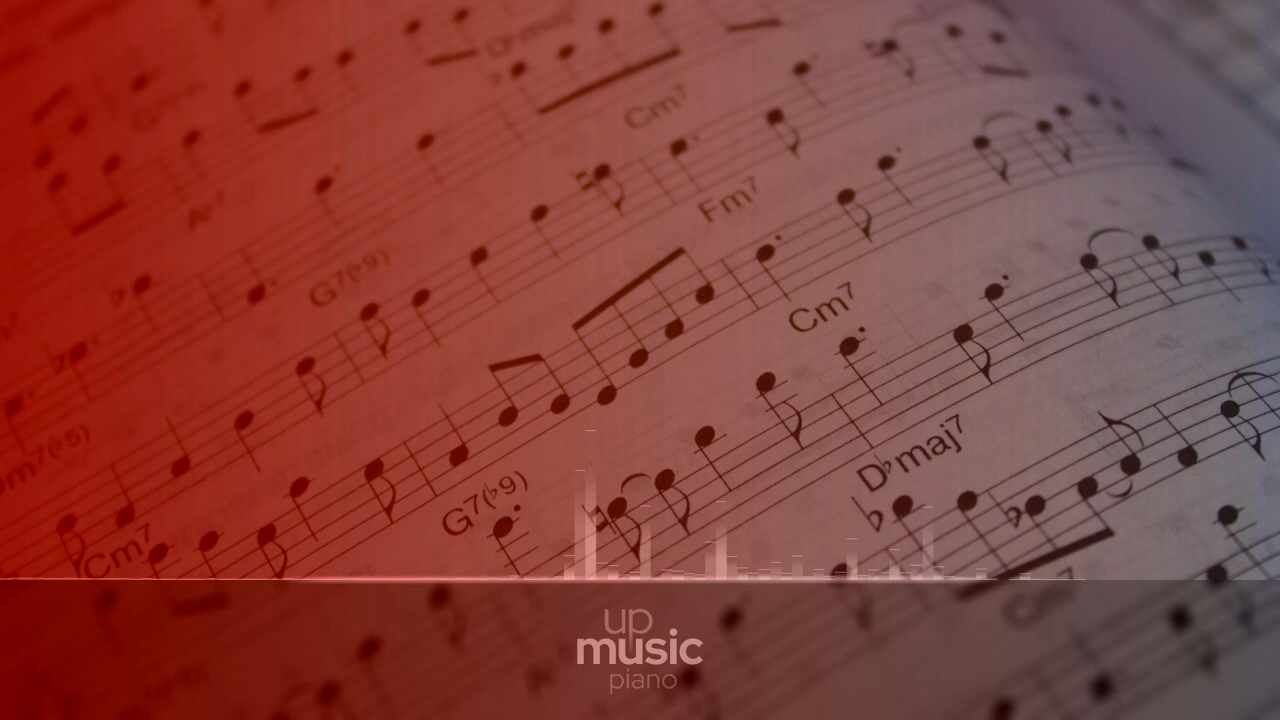 Cm7
Fm7
G7(♭9)
Cm7
G7(♭9)
D♭maj7
Cm7
up
music
piano